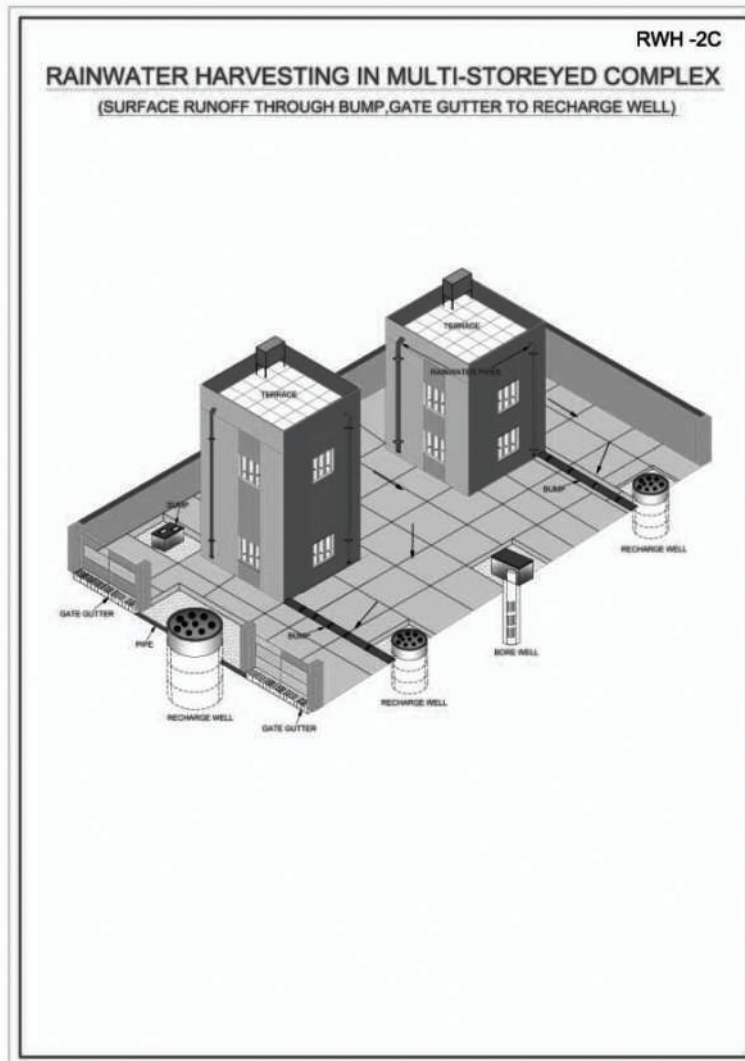 RWH -2C
RAINWATER HARVESTING IN MULTI-STOREYED COMPLEX
(SURFACE RUNOFF THROUGH BUMP,GATE GUTTER TO RECHARGE WELL)
TERRACE
RAINWATER PIPES
TERRACE
BUMP
SUMP
RECHARGE WELL
GATE GUTTER
BUMP
PIPE
BORE WELL
RECHARGE WELL
RECHARGE WELL
GATE GUTTER